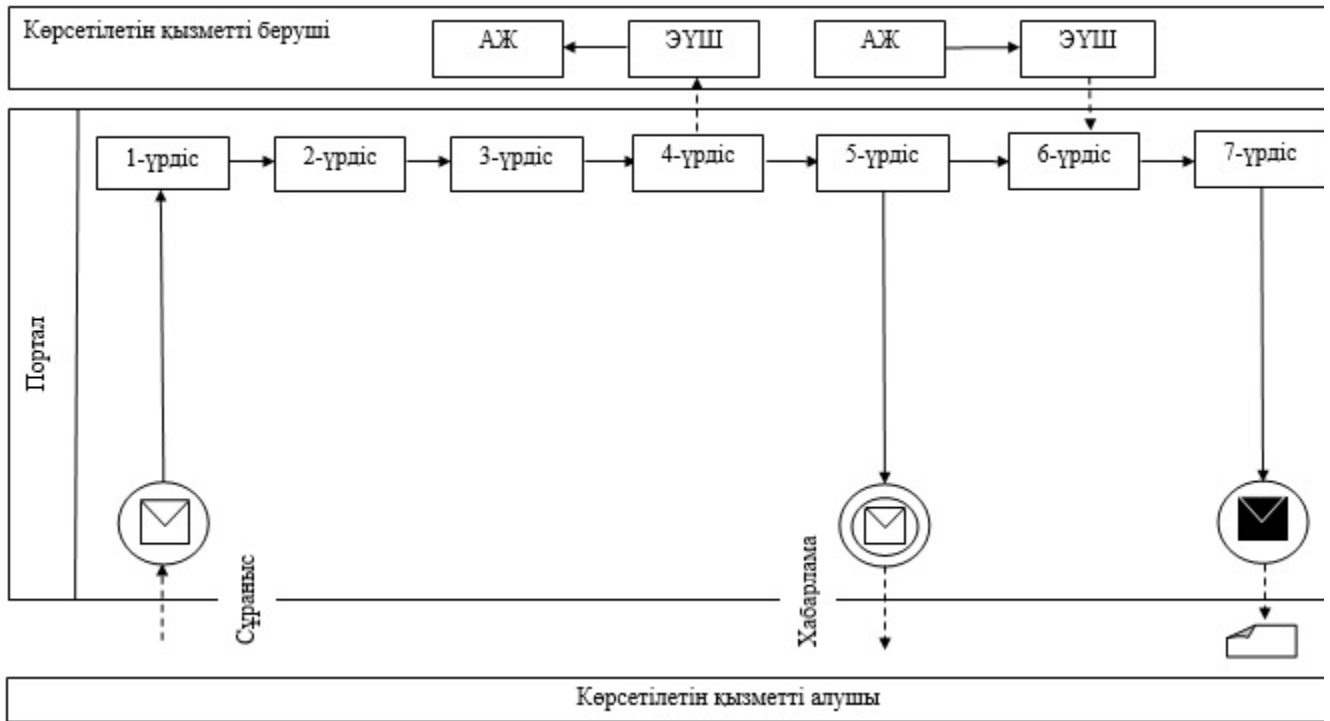 Көрсетілетін қызметті беруші
АЖ
ЭҮШ
АЖ
ЭҮШ
1-үрдіс
2-үрдіс
3-үрдіс
4-үрдіс
5-үрдіс
6-үрдіс
7-үрдіс
Портал
Сұраныс
Хабарлама
Көрсетілетін қызметті алушы